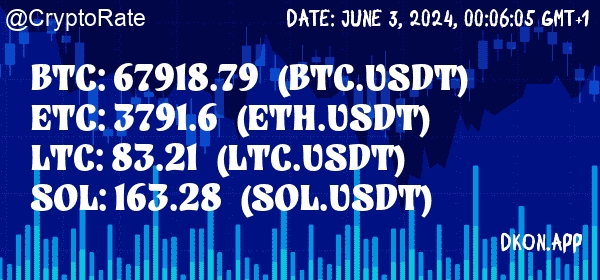 @CryptoRate
DATE: JUNE 3, 2024, 00:06:05 GMT+1
BTC: 67918.79 (BTC.USDT)
ETC: 3791.6 (ETH.USDT)
LTC: 83.21 (LTC.USDT)
SOL: 163.28 (SOL.USDT)
DKON.APP